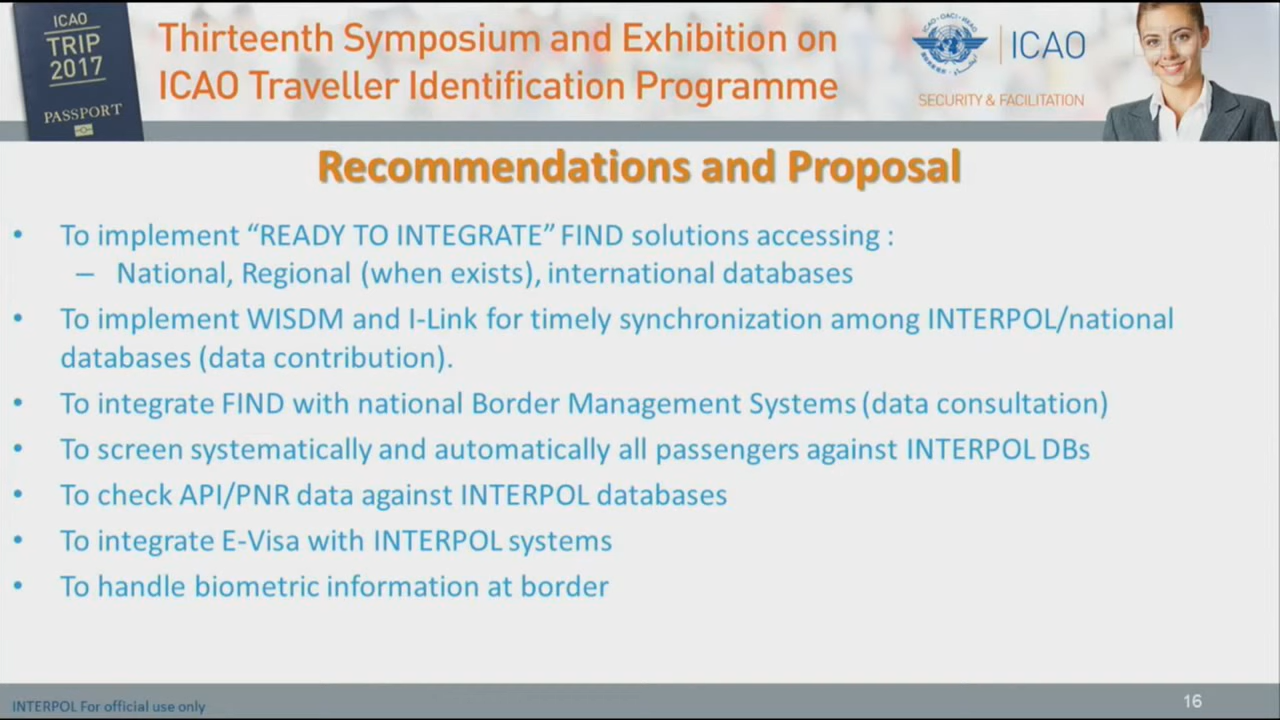 ICAO
TRIP
2017
PASSPORT
Thirteenth Symposium and Exhibition on
ICAO Traveller Identification Programme
ICAO
SECURITY & FACILITATION
Recommendations and Proposal
• To implement “READY TO INTEGRATE” FIND solutions accessing :
– National, Regional (when exists), international databases
• To implement WISDM and I-Link for timely synchronization among INTERPOL/national
databases (data contribution).
• To integrate FIND with national Border Management Systems (data consultation)
• To screen systematically and automatically all passengers against INTERPOL DBs
• To check API/PNR data against INTERPOL databases
• To integrate E-Visa with INTERPOL systems
• To handle biometric information at border
INTERPOL For official use only
16